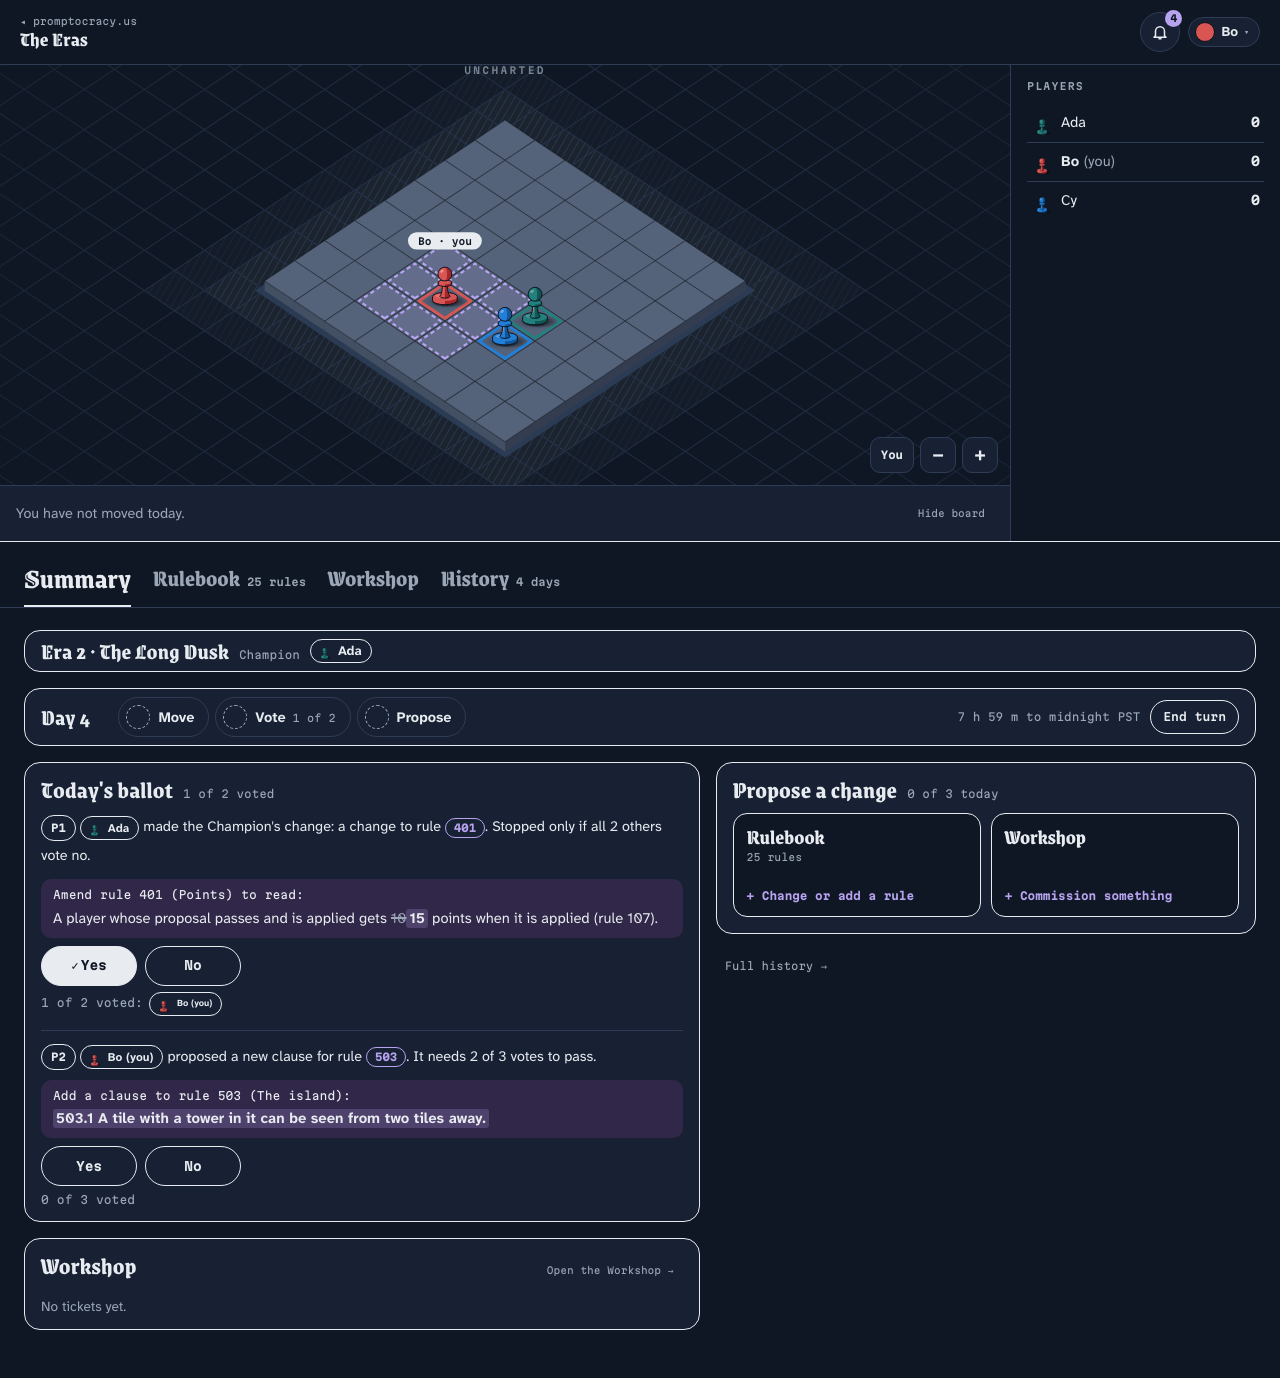 ◂ promptocracy.us
The Eras
4
Bo
UNCHARTED
Bo · you
You
−
+
You have not moved today.
Hide board
PLAYERS
Ada 0
Bo (you) 0
Cy 0
Summary
Rulebook 25 rules
Workshop
History 4 days
Era 2 · The Long Dusk Champion Ada
Day 4
Move
Vote 1 of 2
Propose
7 h 59 m to midnight PST
End turn
Today's ballot 1 of 2 voted
P1 Ada made the Champion's change: a change to rule 401. Stopped only if all 2 others
vote no.
Amend rule 401 (Points) to read:
A player whose proposal passes and is applied gets 10 15 points when it is applied (rule 107).
✓Yes
No
1 of 2 voted: Bo (you)
P2 Bo (you) proposed a new clause for rule 503. It needs 2 of 3 votes to pass.
Add a clause to rule 503 (The island):
503.1 A tile with a tower in it can be seen from two tiles away.
Yes
No
0 of 3 voted
Workshop
Open the Workshop →
No tickets yet.
Propose a change 0 of 3 today
Rulebook
25 rules
+ Change or add a rule
Workshop
+ Commission something
Full history →